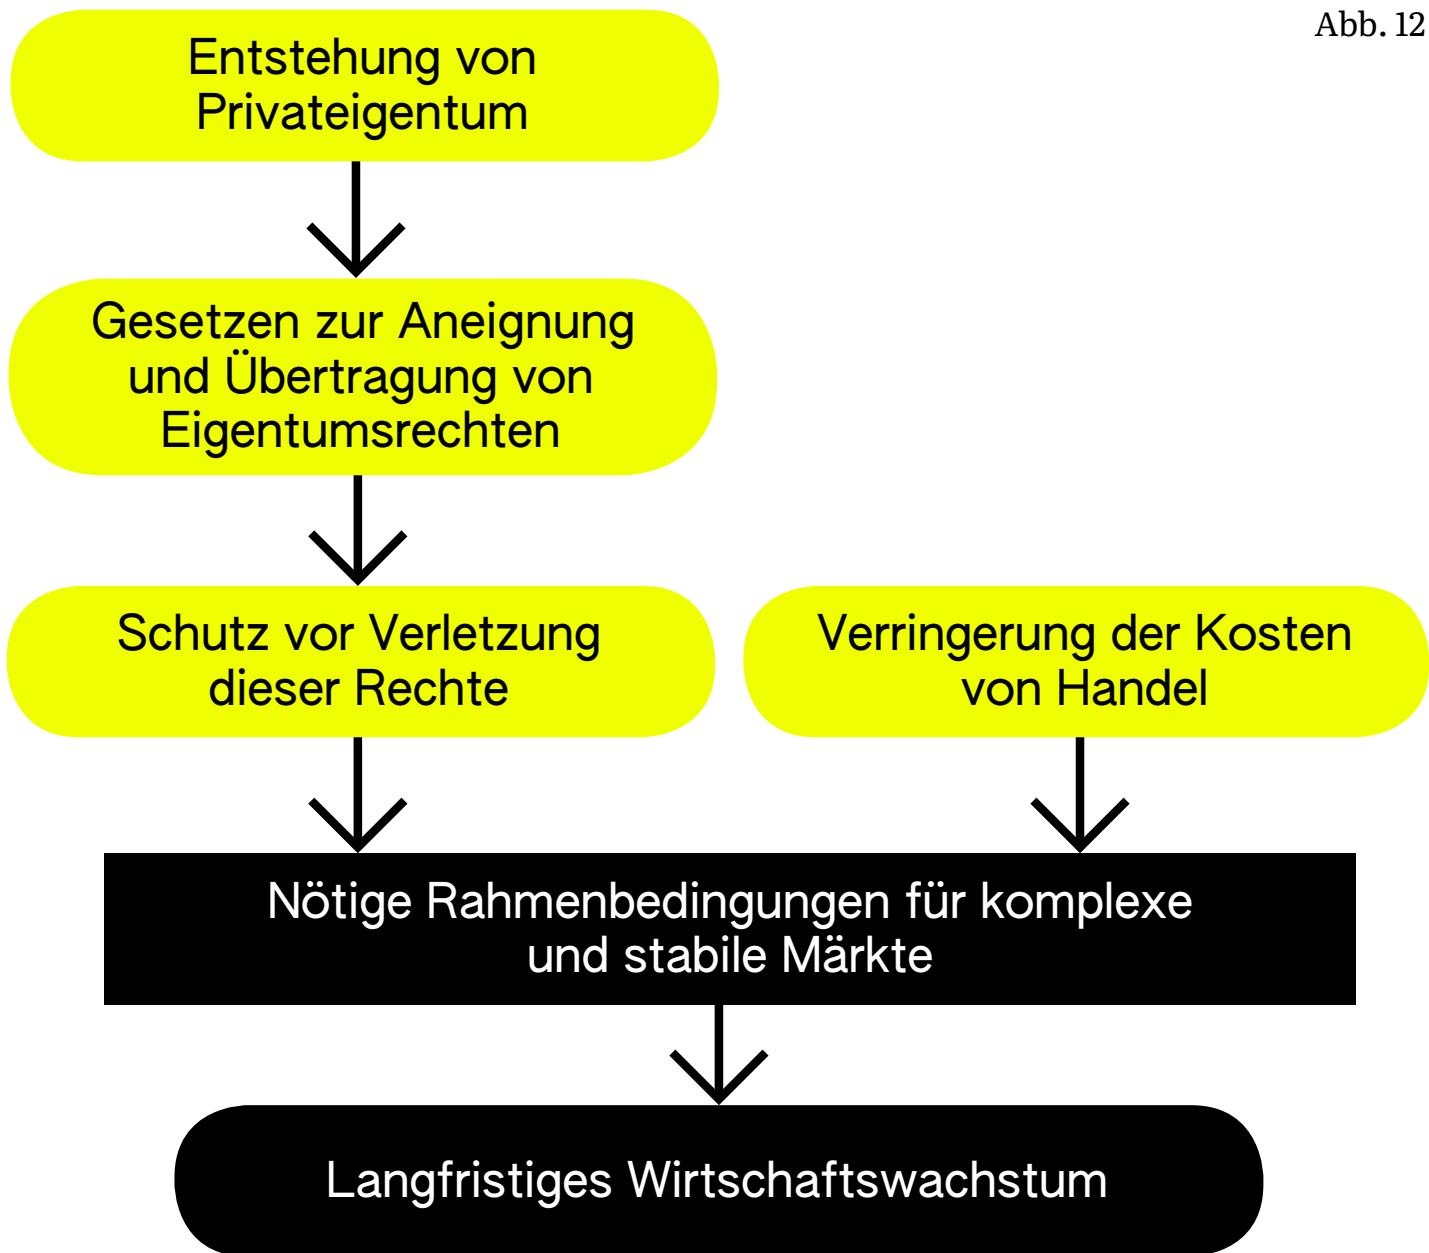 Abb. 12
Entstehung von
Privateigentum
Gesetzen zur Aneignung
und Übertragung von
Eigentumsrechten
Schutz vor Verletzung
dieser Rechte
Verringerung der Kosten
von Handel
Nötige Rahmenbedingungen für komplexe
und stabile Märkte
Langfristiges Wirtschaftswachstum